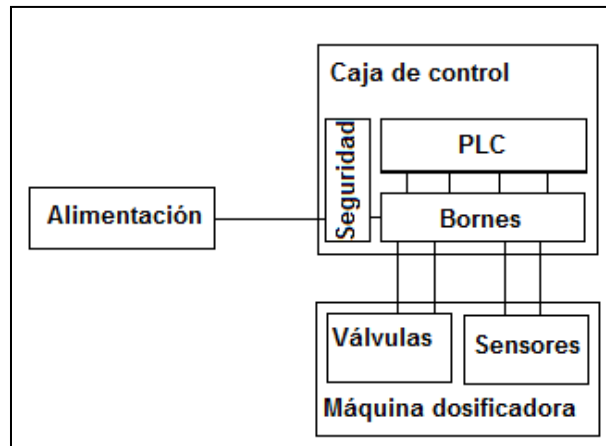 Caja de control
Seguridad
PLC
Alimentación
Bornes
Válvulas
Sensores
Máquina dosificadora